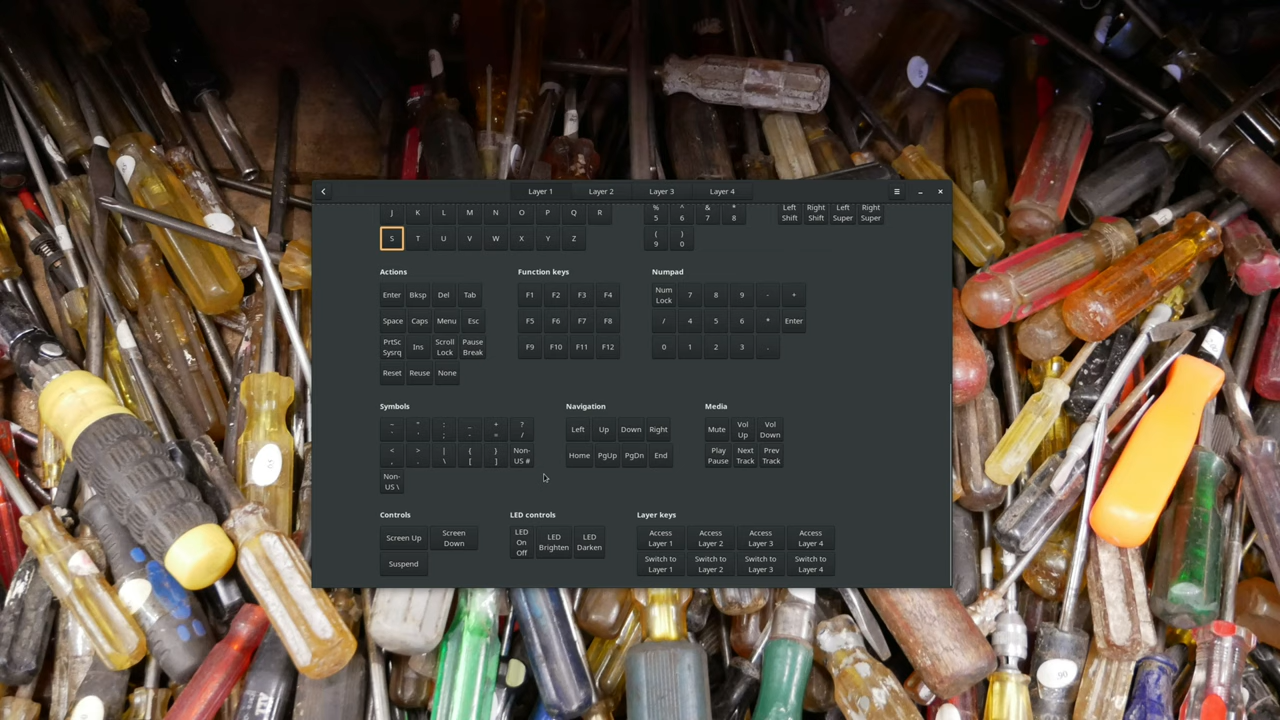 Layer 1 Layer 2 Layer 3 Layer 4
J K L M N O P Q R
S T U V W X Y Z
% ^ & *
5 6 7 8
( )
9 0
Left Right Left Right
Shift Shift Super Super
Actions
Enter Bksp Del Tab
Space Caps Menu Esc
PrtSc Ins Scroll Pause
Sysrq Lock Break
Reset Reuse None
Function keys
F1 F2 F3 F4
F5 F6 F7 F8
F9 F10 F11 F12
Numpad
Num 7 8 9 - +
Lock
/ 4 5 6 * Enter
0 1 2 3 .
Symbols
~ " : _ + ?
` ' ; - = /
< > | { } Non-
, . \ [ ] US #
Non-
US \
Navigation
Left Up Down Right
Home PgUp PgDn End
Media
Mute Vol Vol
Up Down
Play Next Prev
Pause Track Track
Controls
Screen Up Screen
Down
Suspend
LED controls
LED LED LED
On Brighten Darken
Off
Layer keys
Access Access Access Access
Layer 1 Layer 2 Layer 3 Layer 4
Switch to Switch to Switch to Switch to
Layer 1 Layer 2 Layer 3 Layer 4